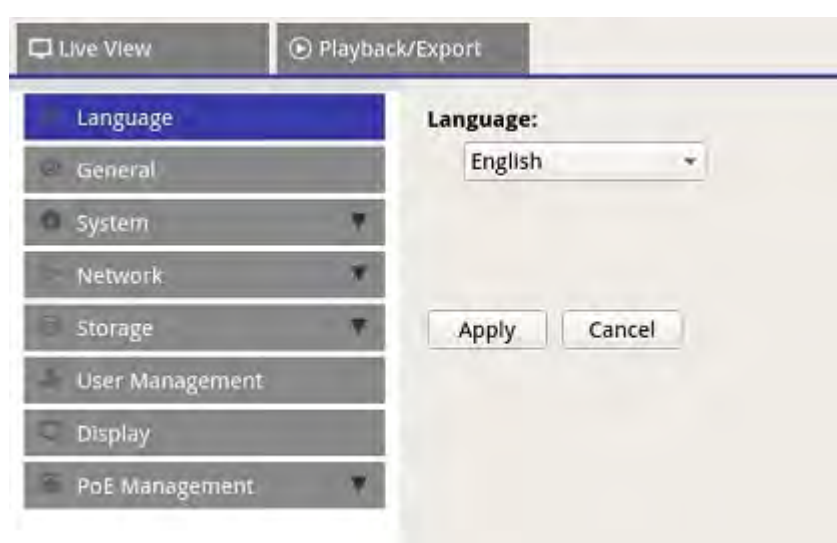 Live View
Playback/Export
Language
General
System
Network
Storage
User Management
Display
PoE Management
Language:
English
Apply
Cancel